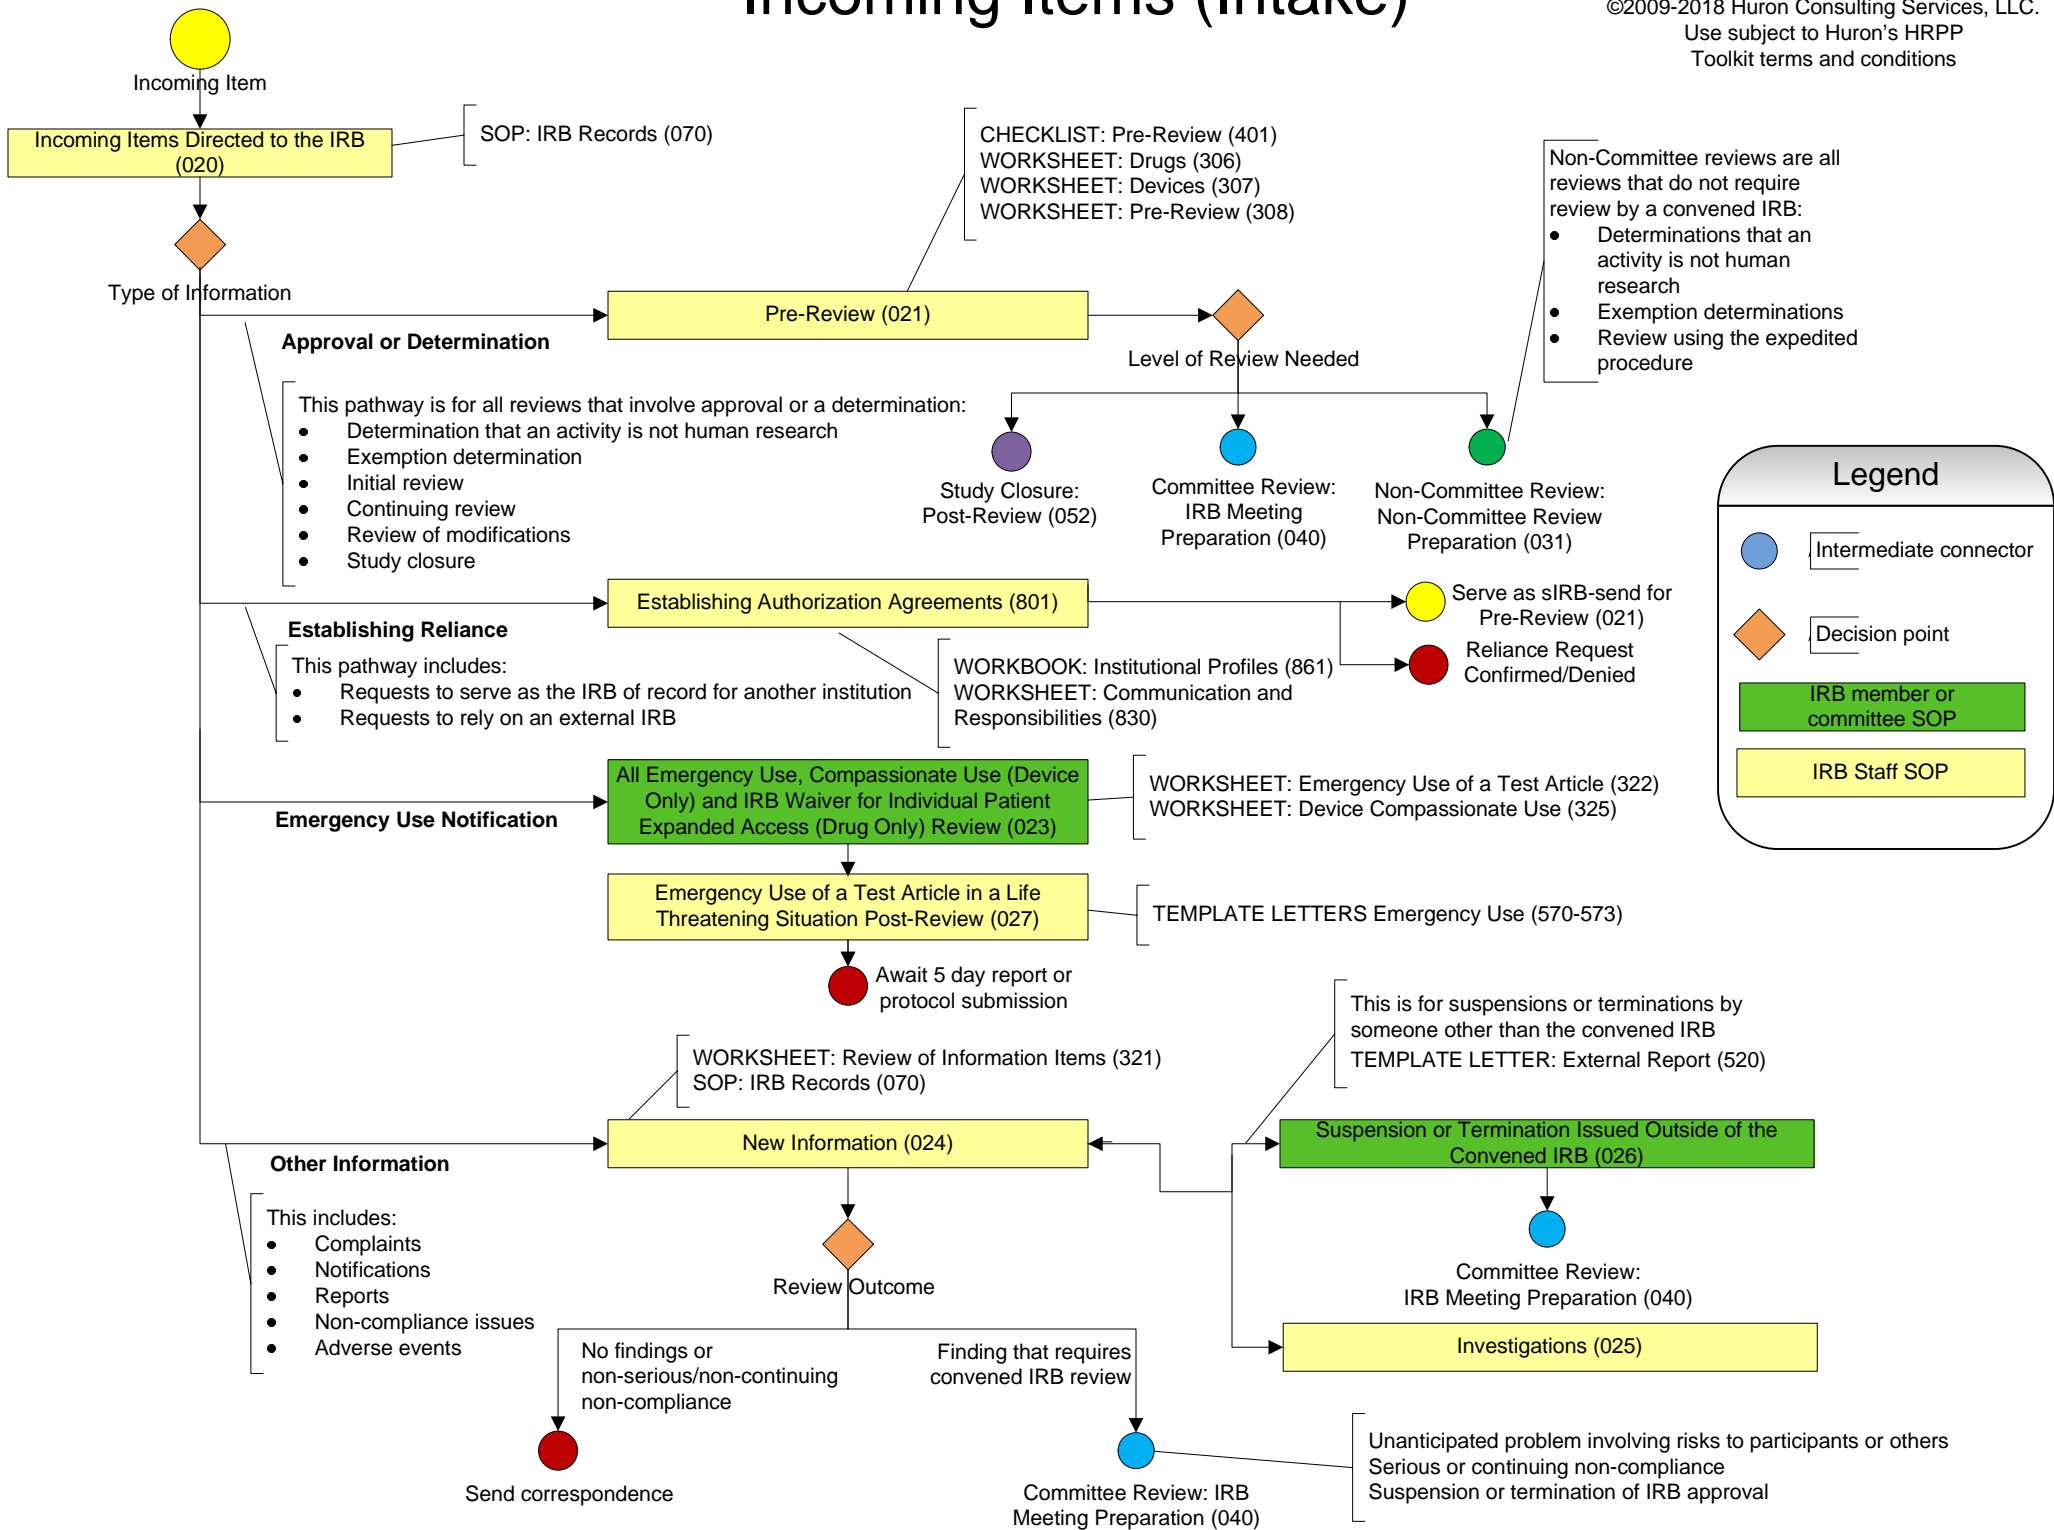 Incoming Items (Intake)
©2009-2018 Huron Consulting Services, LLC.
Use subject to Huron's HRPP
Toolkit terms and conditions
Incoming Item
Incoming Items Directed to the IRB
(020)
SOP: IRB Records (070)
CHECKLIST: Pre-Review (401)
WORKSHEET: Drugs (306)
WORKSHEET: Devices (307)
WORKSHEET: Pre-Review (308)
Non-Committee reviews are all
reviews that do not require
review by a convened IRB:
• Determinations that an
activity is not human
research
• Exemption determinations
• Review using the expedited
procedure
Type of Information
Pre-Review (021)
Approval or Determination
Level of Review Needed
This pathway is for all reviews that involve approval or a determination:
• Determination that an activity is not human research
• Exemption determination
• Initial review
• Continuing review
• Review of modifications
• Study closure
Study Closure:
Post-Review (052)
Committee Review:
IRB Meeting
Preparation (040)
Non-Committee Review:
Non-Committee Review
Preparation (031)
Legend
Intermediate connector
Decision point
IRB member or
committee SOP
IRB Staff SOP
Establishing Authorization Agreements (801)
Serve as sIRB-send for
Pre-Review (021)
Reliance Request
Confirmed/Denied
Establishing Reliance
This pathway includes:
• Requests to serve as the IRB of record for another institution
• Requests to rely on an external IRB
WORKBOOK: Institutional Profiles (861)
WORKSHEET: Communication and
Responsibilities (830)
All Emergency Use, Compassionate Use (Device
Only) and IRB Waiver for Individual Patient
Expanded Access (Drug Only) Review (023)
WORKSHEET: Emergency Use of a Test Article (322)
WORKSHEET: Device Compassionate Use (325)
Emergency Use Notification
Emergency Use of a Test Article in a Life
Threatening Situation Post-Review (027)
TEMPLATE LETTERS Emergency Use (570-573)
Await 5 day report or
protocol submission
This is for suspensions or terminations by
someone other than the convened IRB
TEMPLATE LETTER: External Report (520)
WORKSHEET: Review of Information Items (321)
SOP: IRB Records (070)
New Information (024)
Suspension or Termination Issued Outside of the
Convened IRB (026)
Other Information
This includes:
• Complaints
• Notifications
• Reports
• Non-compliance issues
• Adverse events
Review Outcome
Committee Review:
IRB Meeting Preparation (040)
Investigations (025)
No findings or
non-serious/non-continuing
non-compliance
Finding that requires
convened IRB review
Send correspondence
Committee Review: IRB
Meeting Preparation (040)
Unanticipated problem involving risks to participants or others
Serious or continuing non-compliance
Suspension or termination of IRB approval